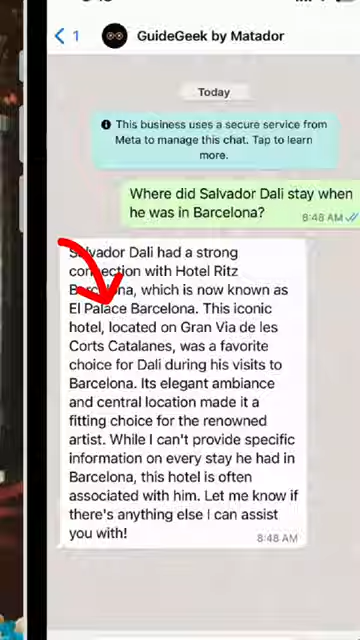 1 GuideGeek by Matador
Today
This business uses a secure service from
Meta to manage this chat. Tap to learn
more.
Where did Salvador Dali stay when
he was in Barcelona?
8:48 AM
Salvador Dali had a strong
connection with Hotel Ritz
Barcelona, which is now known as
El Palace Barcelona. This iconic
hotel, located on Gran Via de les
Corts Catalanes, was a favorite
choice for Dali during his visits to
Barcelona. Its elegant ambiance
and central location made it a
fitting choice for the renowned
artist. While I can't provide specific
information on every stay he had in
Barcelona, this hotel is often
associated with him. Let me know if
there's anything else I can assist
you with!
8:48 AM